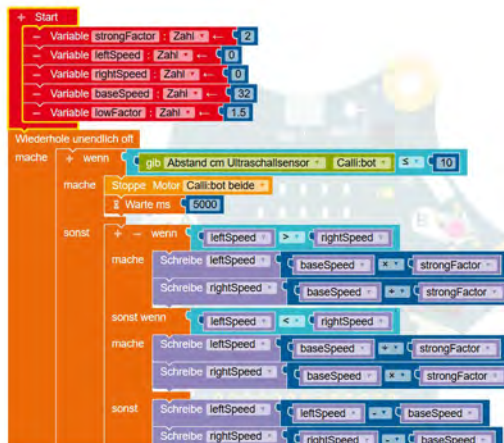 + Start
− Variable strongFactor : Zahl ← 2
− Variable leftSpeed : Zahl ← 0
− Variable rightSpeed : Zahl ← 0
− Variable baseSpeed : Zahl ← 32
− Variable lowFactor : Zahl ← 1.5
Wiederhole unendlich oft
mache + wenn gib Abstand cm Ultraschallsensor Calli:bot ≤ 10
mache Stoppe Motor Calli:bot beide
Warte ms 5000
sonst + − wenn leftSpeed > rightSpeed
mache Schreibe leftSpeed baseSpeed × strongFactor
Schreibe rightSpeed baseSpeed ÷ strongFactor
sonst wenn leftSpeed < rightSpeed
mache Schreibe leftSpeed baseSpeed ÷ strongFactor
Schreibe rightSpeed baseSpeed × strongFactor
sonst Schreibe leftSpeed leftSpeed - baseSpeed
Schreibe rightSpeed rightSpeed - baseSpeed